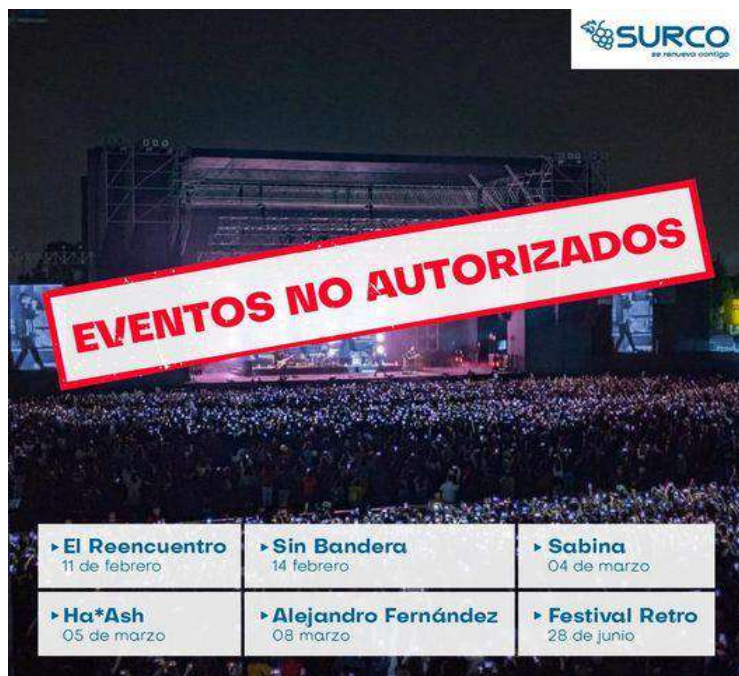 SURCO
se renueva contigo
EVENTOS NO AUTORIZADOS
El Reencuentro
11 de febrero
Sin Bandera
14 febrero
Sabina
04 de marzo
Ha*Ash
05 de marzo
Alejandro Fernández
08 marzo
Festival Retro
28 de junio